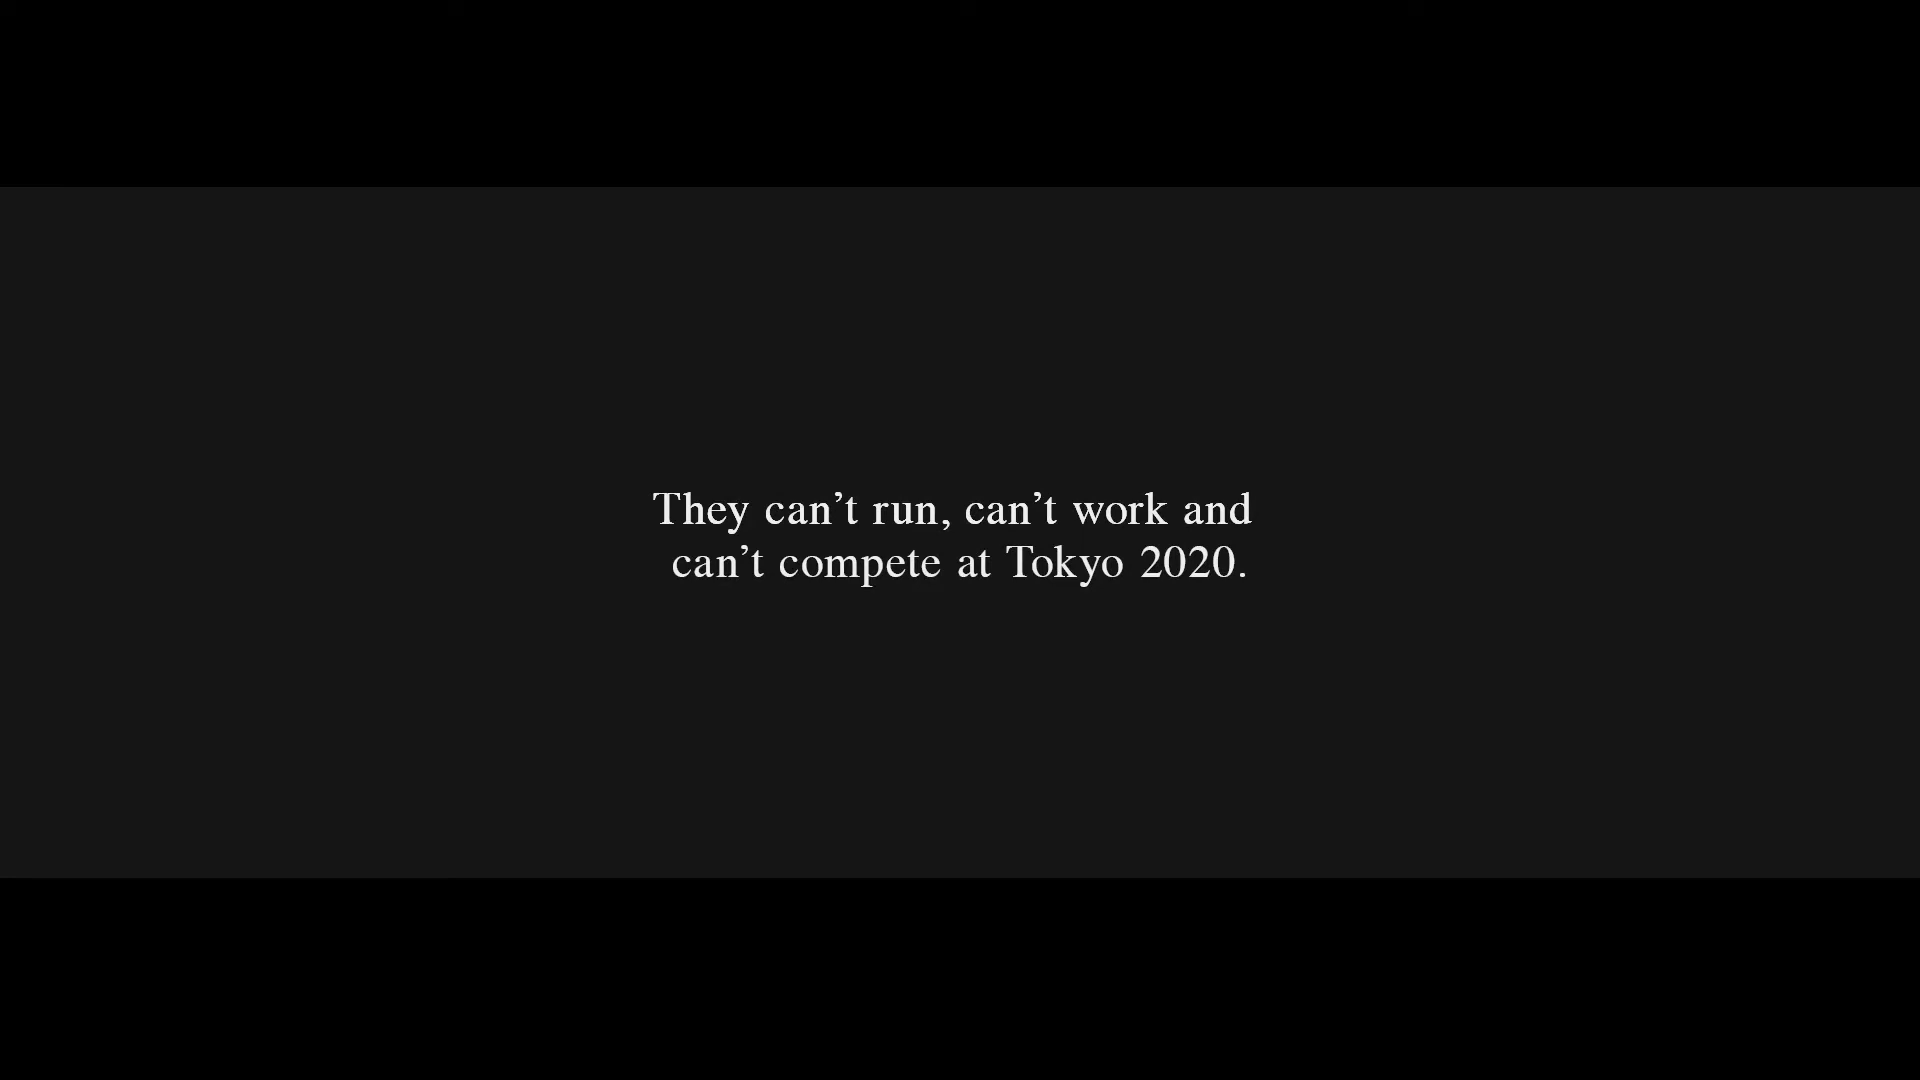 They can’t run, can’t work and
can’t compete at Tokyo 2020.